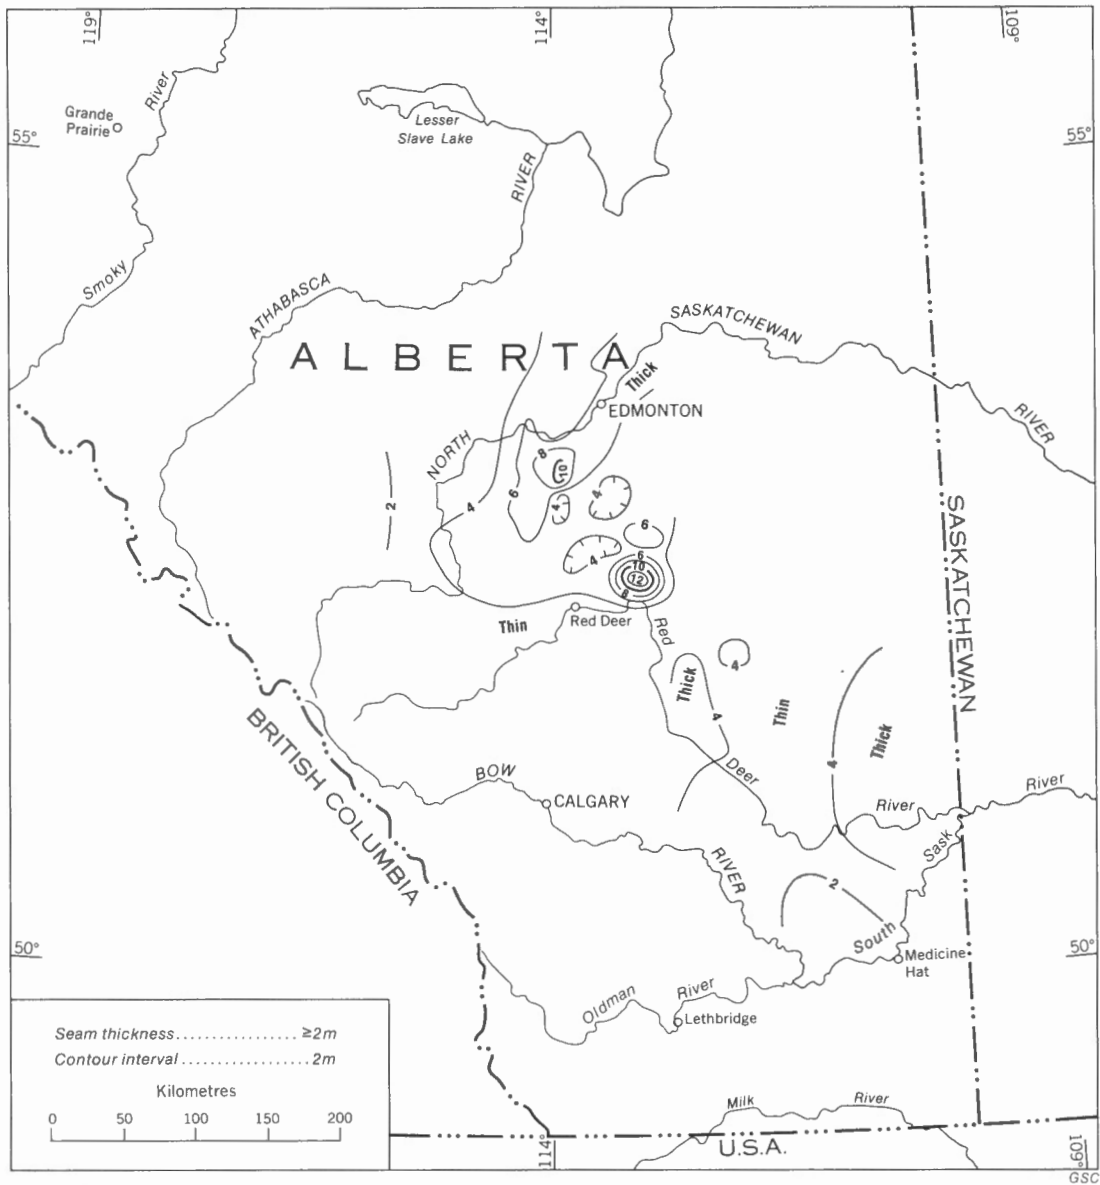 119°
114°
109°
Grande
Prairie
River
Lesser
Slave Lake
55°
55°
RIVER
Smoky
ATHABASCA
SASKATCHEWAN
ALBERTA
Thick
EDMONTON
RIVER
NORTH
8
10
2
4
6
4
4
SASKATCHEWAN
6
4
6
10
12
8
Thin
Red Deer
Red
4
Thick
4
Thin
Thick
4
BRITISH COLUMBIA
BOW
Deer
CALGARY
River
River
RIVER
Sask
2
South
50°
50°
Medicine
Hat
Oldman
River
Lethbridge
Seam thickness................ ≥2m
Contour interval................2m
Kilometres
0 50 100 150 200
Milk
River
U.S.A.
114°
109°
GSC